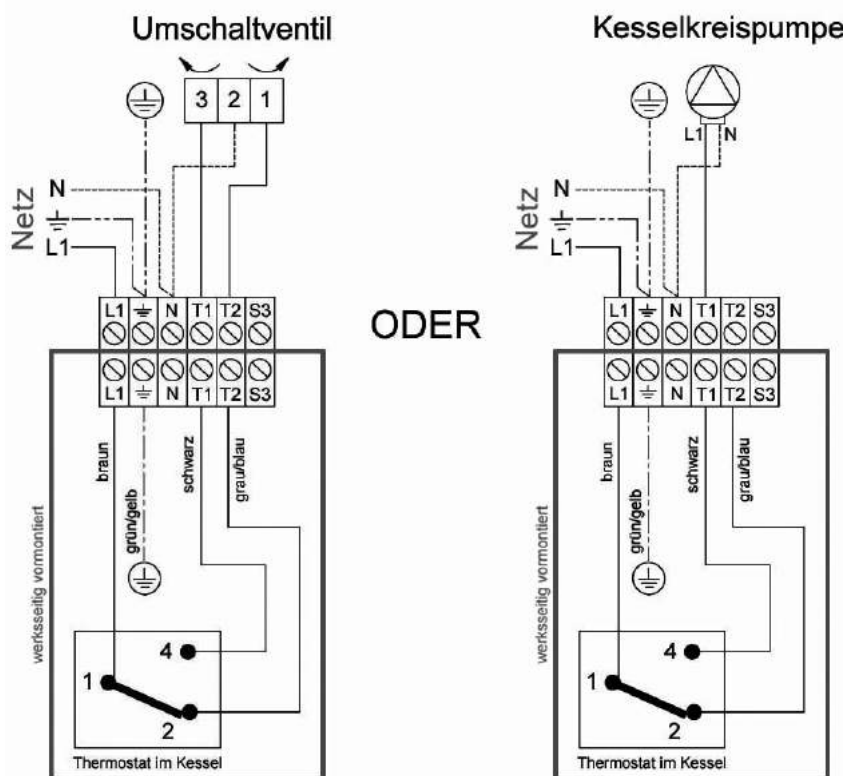 Umschaltventil
3 2 1
Netz
N
L1
L1 N T1 T2 S3
L1 N T1 T2 S3
braun
grün/gelb
schwarz
grau/blau
werksseitig vormontiert
4
1
2
Thermostat im Kessel
ODER
Kesselkreispumpe
L1 N
Netz
N
L1
L1 N T1 T2 S3
L1 N T1 T2 S3
braun
grün/gelb
schwarz
grau/blau
werksseitig vormontiert
4
1
2
Thermostat im Kessel